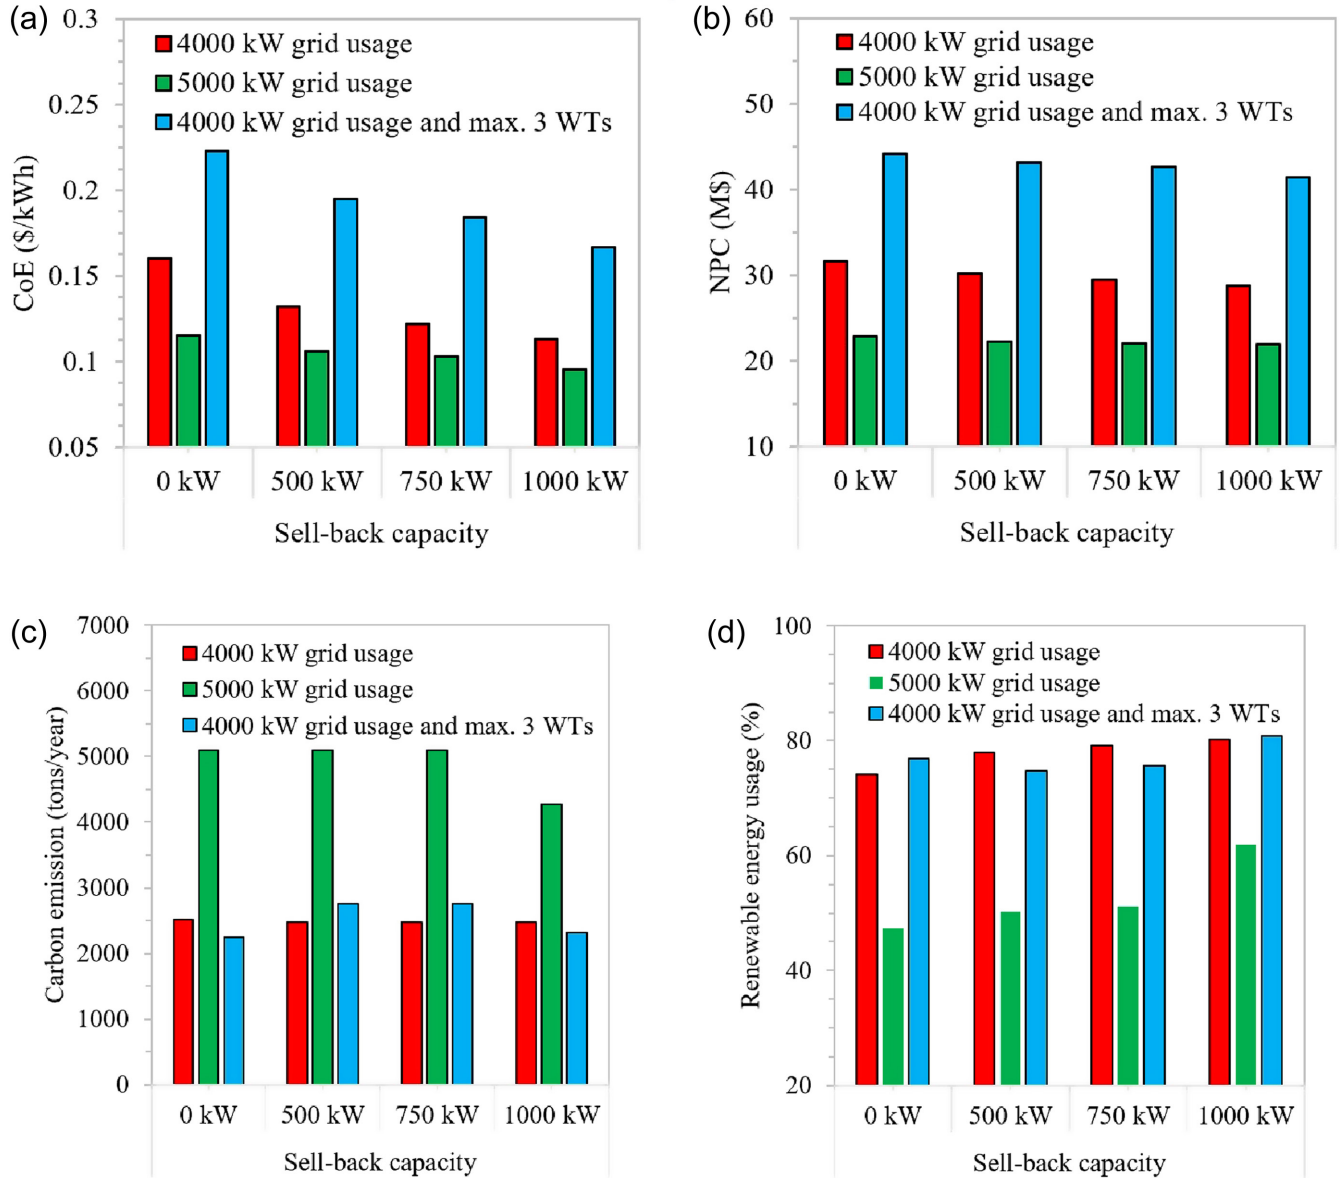 (a)
0.3
0.25
0.2
0.15
0.1
0.05
CoE ($/kWh)
4000 kW grid usage
5000 kW grid usage
4000 kW grid usage and max. 3 WTs
0 kW
500 kW
750 kW
1000 kW
Sell-back capacity
(b)
60
50
40
30
20
10
NPC (M$)
4000 kW grid usage
5000 kW grid usage
4000 kW grid usage and max. 3 WTs
0 kW
500 kW
750 kW
1000 kW
Sell-back capacity
(c)
7000
6000
5000
4000
3000
2000
1000
0
Carbon emission (tons/year)
4000 kW grid usage
5000 kW grid usage
4000 kW grid usage and max. 3 WTs
0 kW
500 kW
750 kW
1000 kW
Sell-back capacity
(d)
100
80
60
40
20
Renewable energy usage (%)
4000 kW grid usage
5000 kW grid usage
4000 kW grid usage and max. 3 WTs
0 kW
500 kW
750 kW
1000 kW
Sell-back capacity